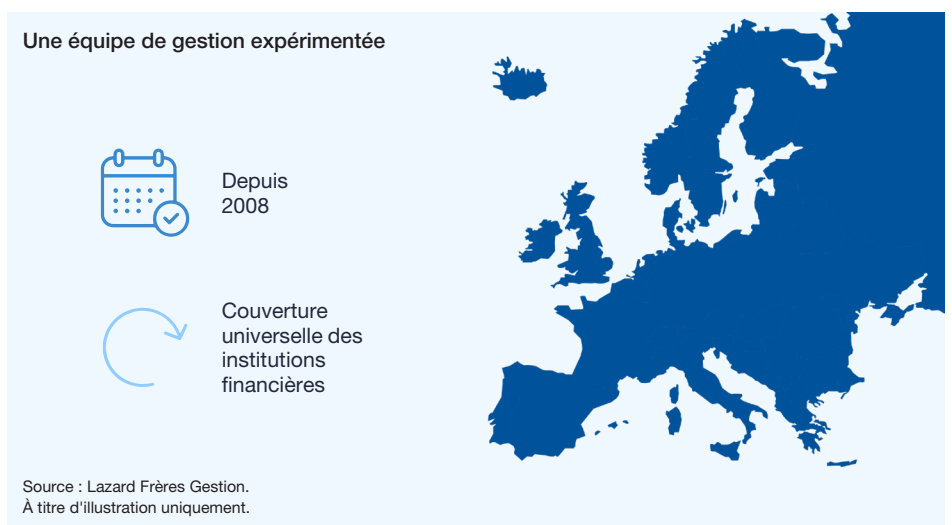 Une équipe de gestion expérimentée
Depuis
2008
Couverture
universelle des
institutions
financières
Source : Lazard Frères Gestion.
À titre d'illustration uniquement.